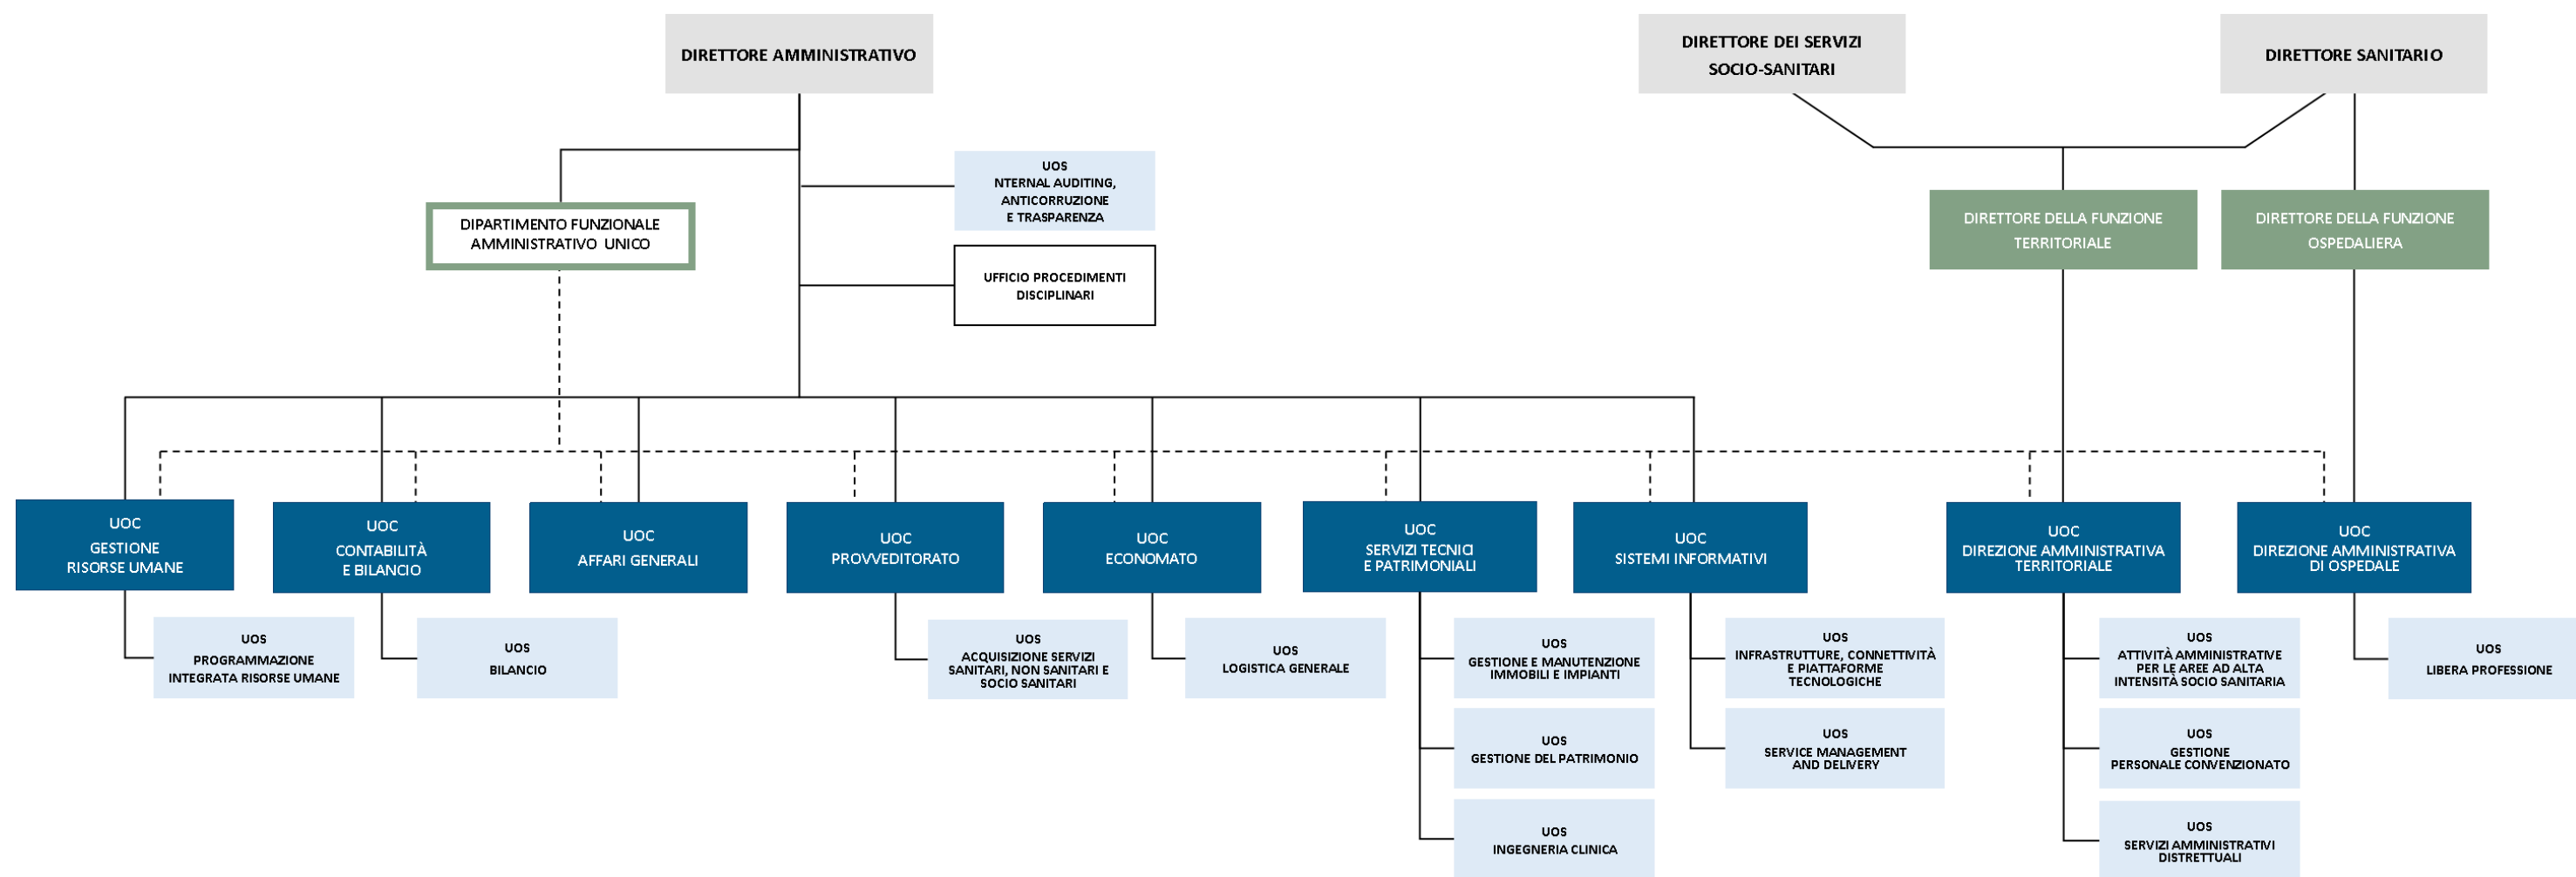 DIRETTORE AMMINISTRATIVO
DIRETTORE DEI SERVIZI
SOCIO-SANITARI
DIRETTORE SANITARIO
UOS
NTERNAL AUDITING,
ANTICORRUZIONE
E TRASPARENZA
DIPARTIMENTO FUNZIONALE
AMMINISTRATIVO UNICO
DIRETTORE DELLA FUNZIONE
TERRITORIALE
DIRETTORE DELLA FUNZIONE
OSPEDALIERA
UFFICIO PROCEDIMENTI
DISCIPLINARI
UOC
GESTIONE
RISORSE UMANE
UOC
CONTABILITÀ
E BILANCIO
UOC
AFFARI GENERALI
UOC
PROVVEDITORATO
UOC
ECONOMATO
UOC
SERVIZI TECNICI
E PATRIMONIALI
UOC
SISTEMI INFORMATIVI
UOC
DIREZIONE AMMINISTRATIVA
TERRITORIALE
UOC
DIREZIONE AMMINISTRATIVA
DI OSPEDALE
UOS
PROGRAMMAZIONE
INTEGRATA RISORSE UMANE
UOS
BILANCIO
UOS
ACQUISIZIONE SERVIZI
SANITARI, NON SANITARI E
SOCIO SANITARI
UOS
LOGISTICA GENERALE
UOS
GESTIONE E MANUTENZIONE
IMMOBILI E IMPIANTI
UOS
INFRASTRUTTURE, CONNETTIVITÀ
E PIATTAFORME
TECNOLOGICHE
UOS
ATTIVITÀ AMMINISTRATIVE
PER LE AREE AD ALTA
INTENSITÀ SOCIO SANITARIA
UOS
LIBERA PROFESSIONE
UOS
GESTIONE DEL PATRIMONIO
UOS
SERVICE MANAGEMENT
AND DELIVERY
UOS
GESTIONE
PERSONALE CONVENZIONATO
UOS
INGEGNERIA CLINICA
UOS
SERVIZI AMMINISTRATIVI
DISTRETTUALI